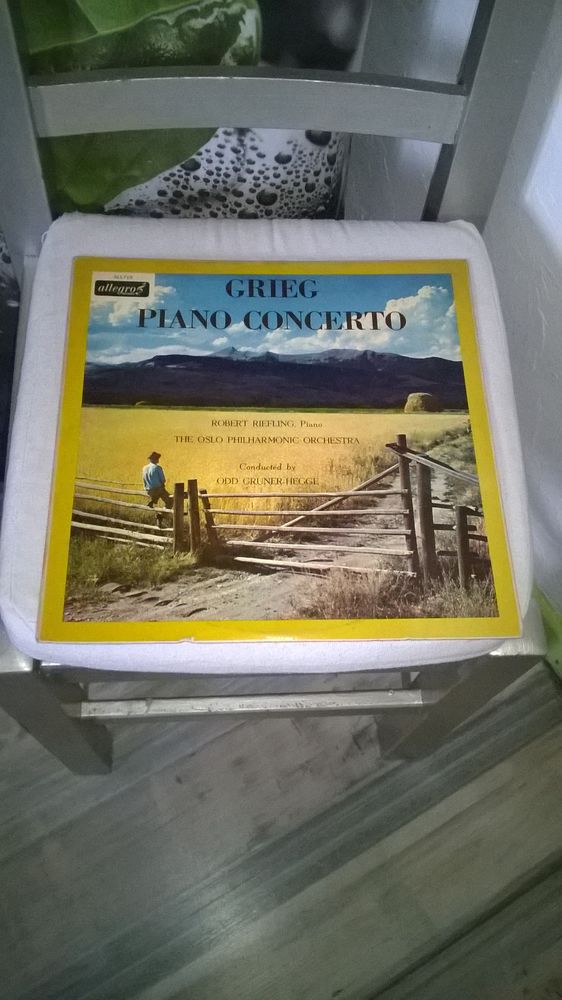 allegro
GRIEG
PIANO CONCERTO
ROBERT RIEFLING, Piano
THE OSLO PHILHARMONIC ORCHESTRA
Conducted by
ODD GRUNER-HEGGE